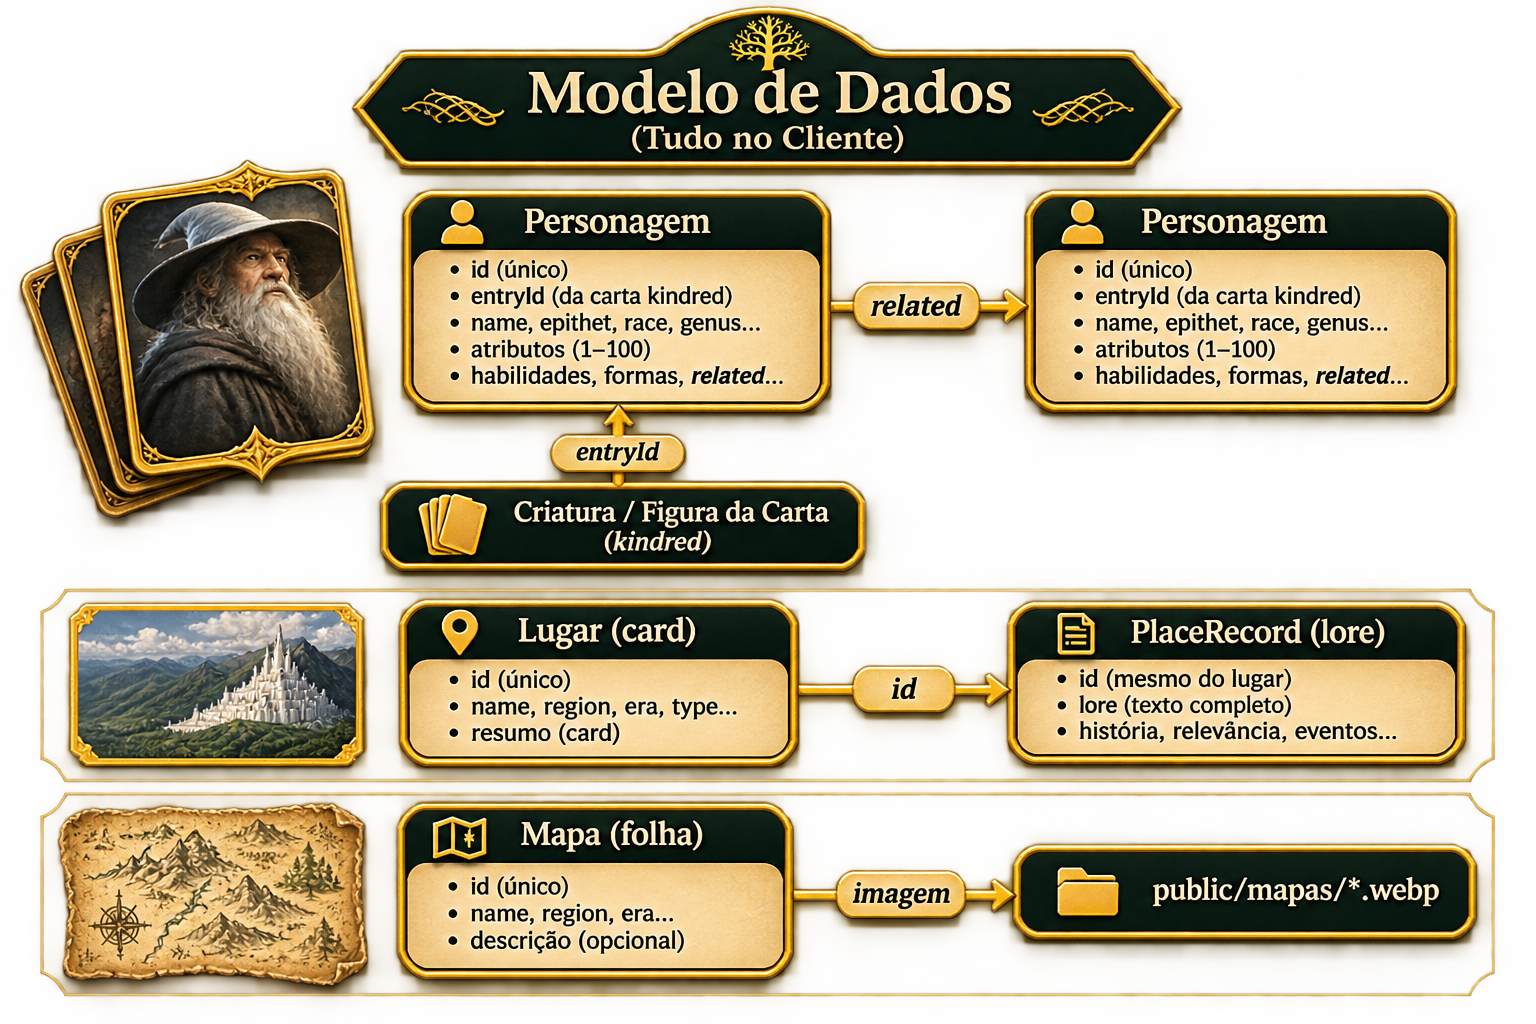 Modelo de Dados
(Tudo no Cliente)
Personagem
• id (único)
• entryId (da carta kindred)
• name, epithet, race, genus...
• atributos (1–100)
• habilidades, formas, related...
related
Personagem
• id (único)
• entryId (da carta kindred)
• name, epithet, race, genus...
• atributos (1–100)
• habilidades, formas, related...
entryId
Criatura / Figura da Carta
(kindred)
Lugar (card)
• id (único)
• name, region, era, type...
• resumo (card)
id
PlaceRecord (lore)
• id (mesmo do lugar)
• lore (texto completo)
• história, relevância, eventos...
Mapa (folha)
• id (único)
• name, region, era...
• descrição (opcional)
imagem
public/mapas/*.webp